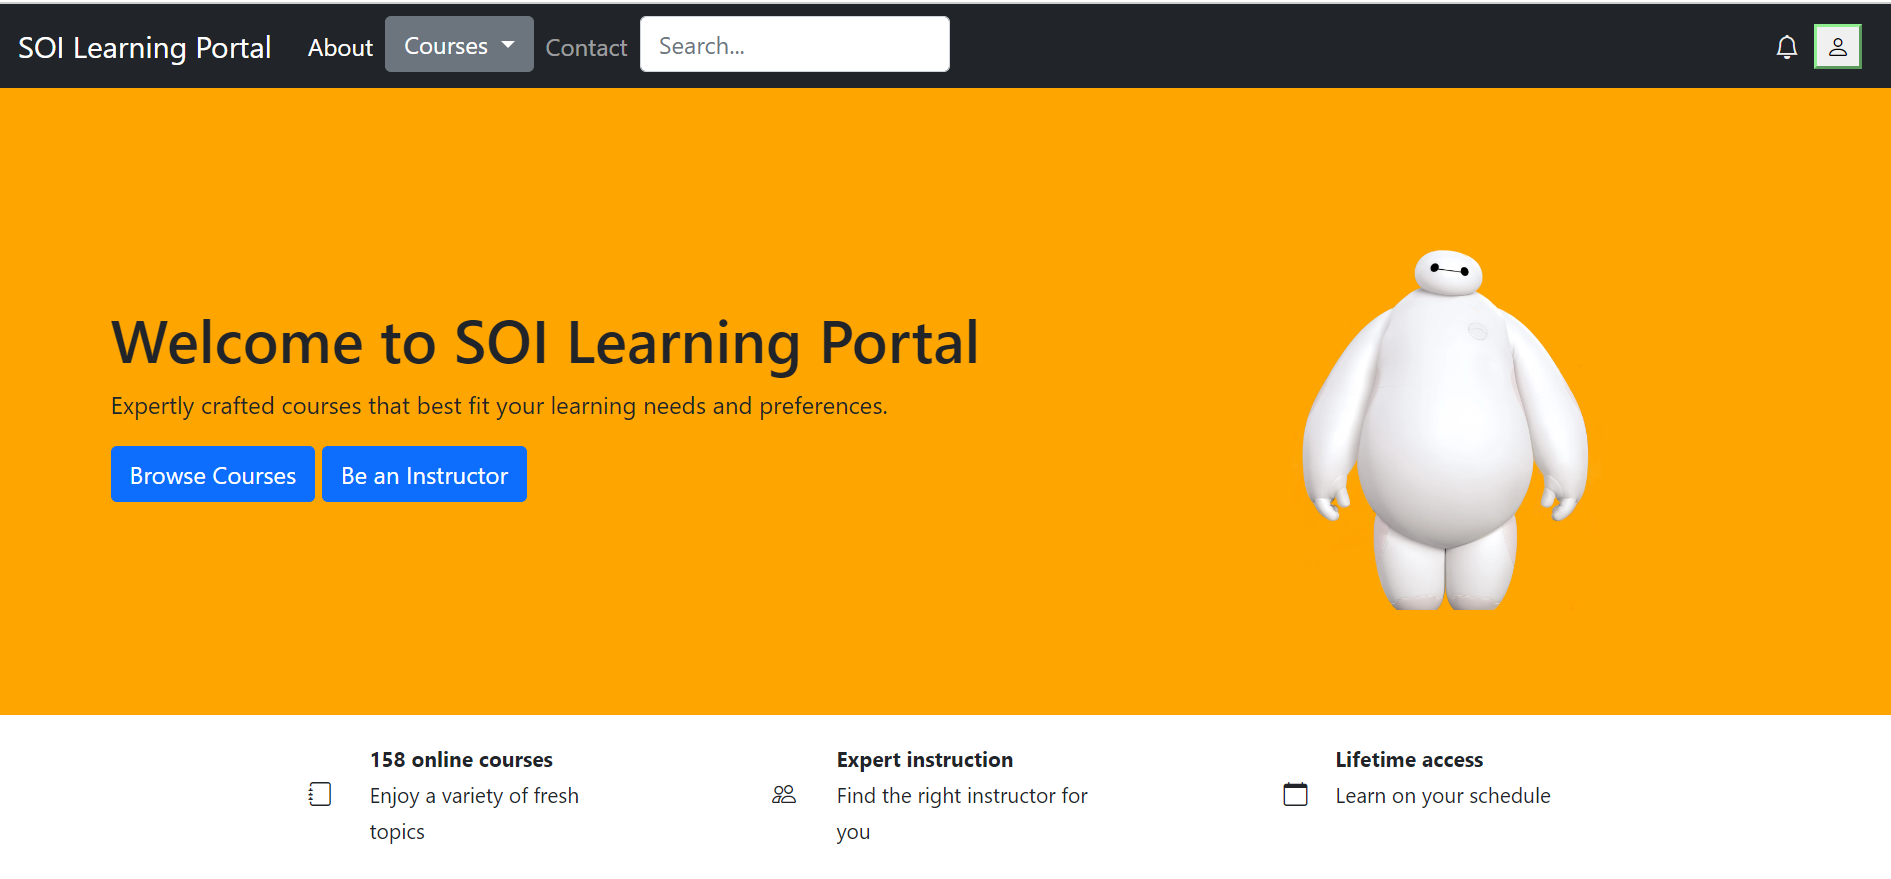 SOI Learning Portal About Courses Contact Search...
Welcome to SOI Learning Portal
Expertly crafted courses that best fit your learning needs and preferences.
Browse Courses Be an Instructor
158 online courses
Enjoy a variety of fresh
topics
Expert instruction
Find the right instructor for
you
Lifetime access
Learn on your schedule